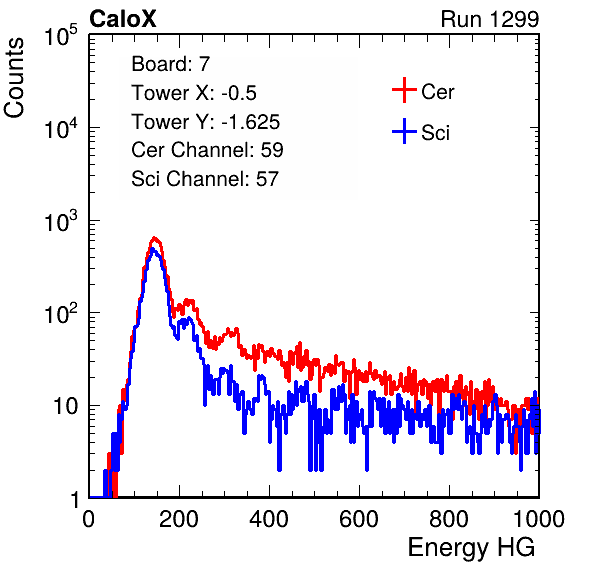 CaloX Run 1299
Counts
10^5
Board: 7
Tower X: -0.5
Tower Y: -1.625
Cer Channel: 59
Sci Channel: 57
Cer
Sci
10^4
10^3
10^2
10
1
0 200 400 600 800 1000
Energy HG